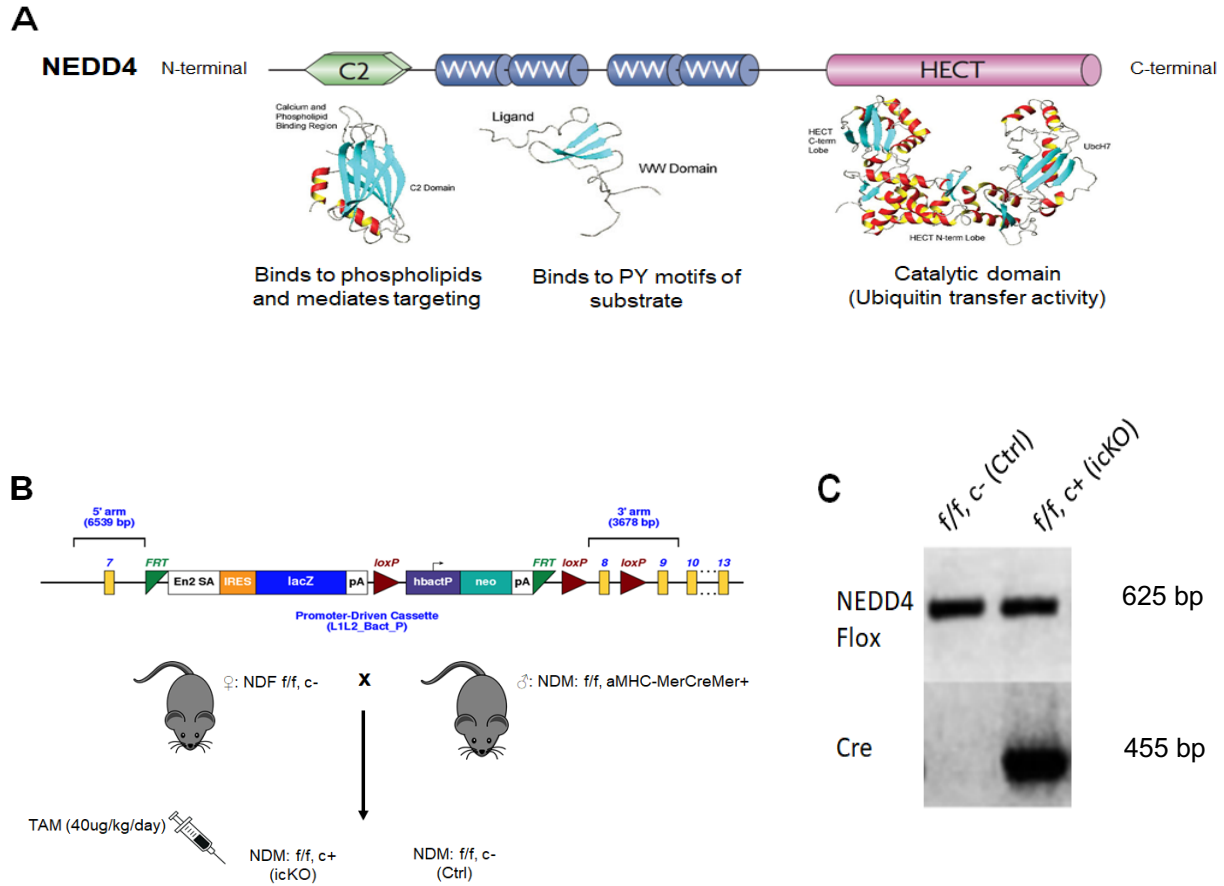 A
NEDD4 N-terminal C2 WW WW WW WW HECT C-terminal
Calcium and
Phospholipid
Binding Region
C2 Domain
Ligand
WW Domain
HECT
C-term
Lobe
UbcH7
HECT N-term Lobe
Binds to phospholipids
and mediates targeting
Binds to PY motifs of
substrate
Catalytic domain
(Ubiquitin transfer activity)
B
5' arm
(6539 bp)
3' arm
(3678 bp)
7 FRT loxP FRT loxP 8 loxP 9 10 13
En2 SA IRES lacZ pA hbactP neo pA
Promoter-Driven Cassette
(L1L2_Bact_P)
♀: NDF f/f, c- x ♂: NDM: f/f, aMHC-MerCreMer+
TAM (40ug/kg/day)
NDM: f/f, c+
(icKO)
NDM: f/f, c-
(Ctrl)
C
f/f, c- (Ctrl)
f/f, c+ (icKO)
NEDD4
Flox
625 bp
Cre
455 bp